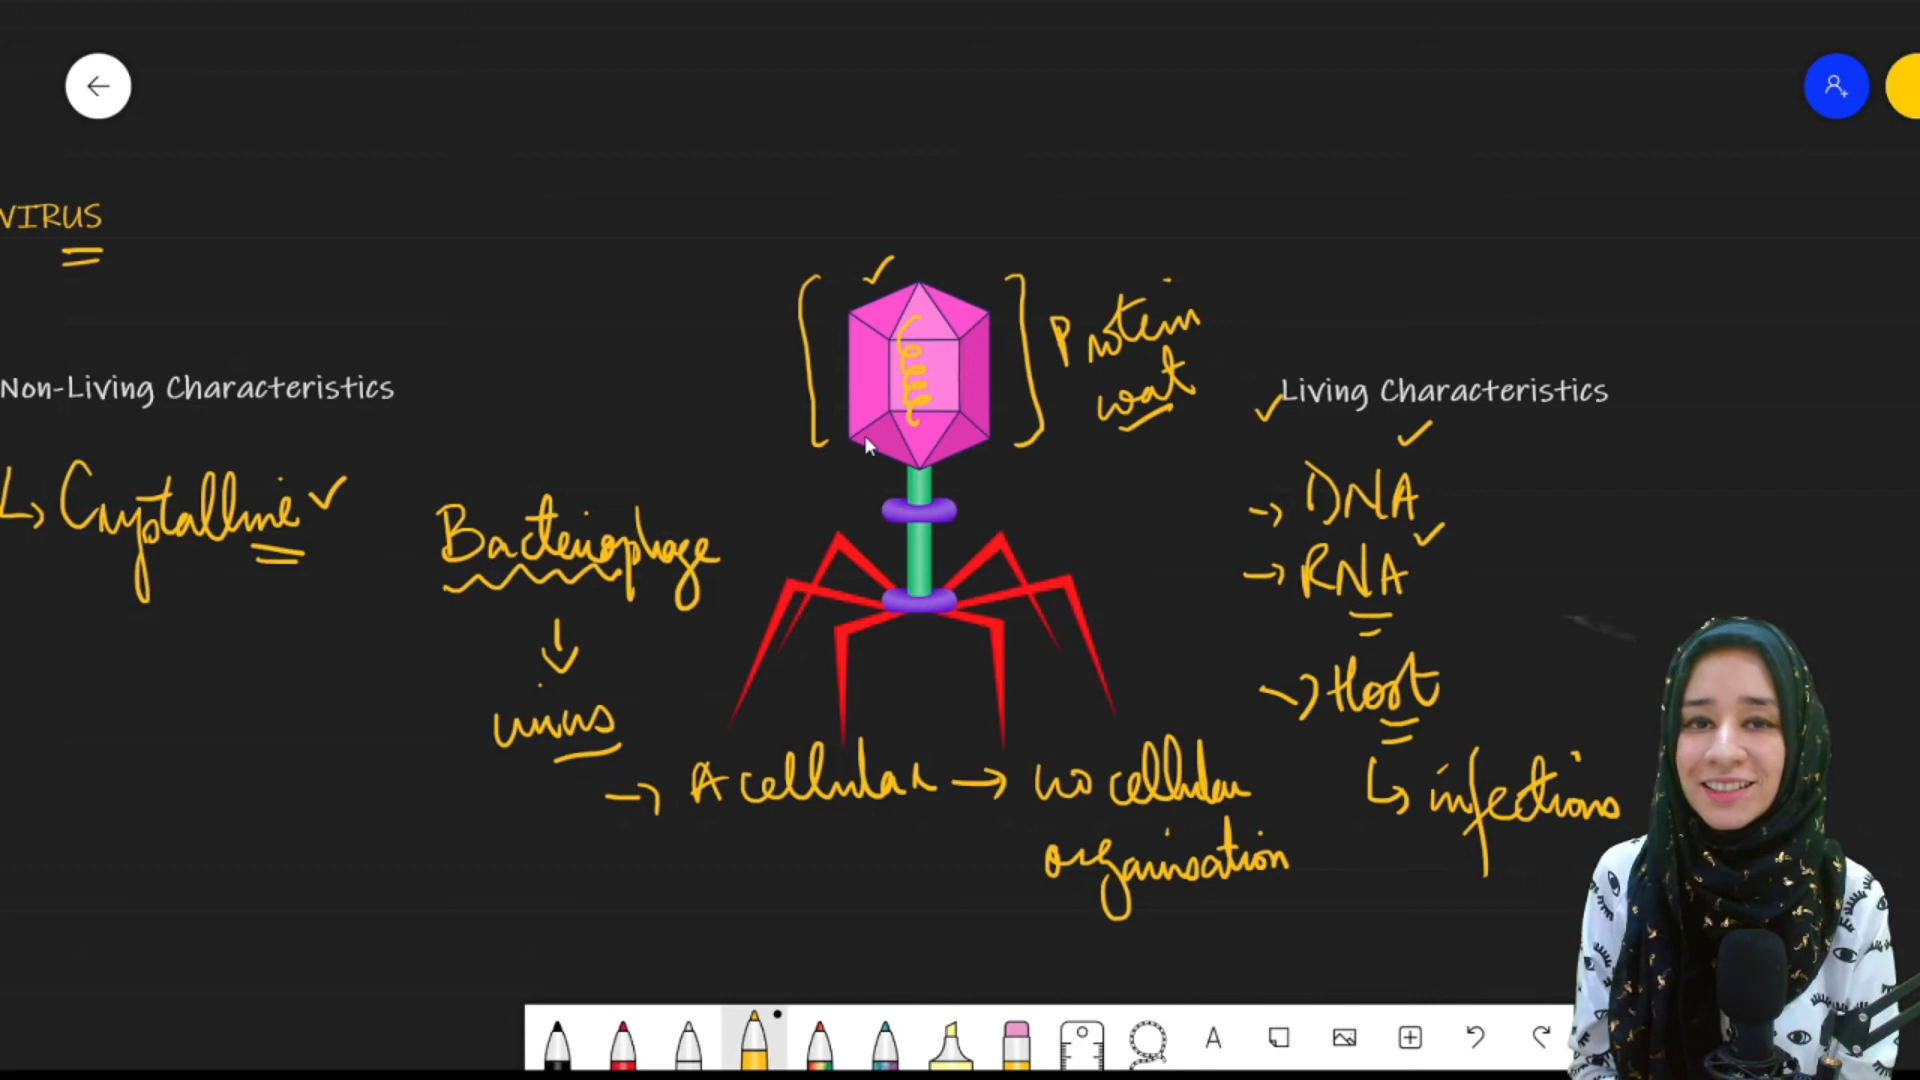 VIRUS
Non-Living Characteristics
Crystalline
Bacteriophage
virus
Protein
coat
Acellular → no cellular
organisation
Living Characteristics
→ DNA
→ RNA
→ Host
↳ infections
A